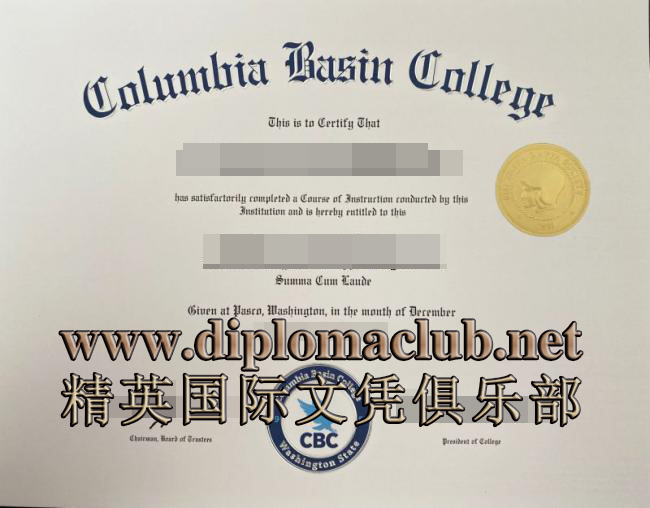 Columbia Basin College
This is to Certify That
has satisfactorily completed a Course of Instruction conducted by this
Institution and is hereby entitled to this
Summa Cum Laude
Given at Pasco, Washington, in the month of December
www.diplomaclub.net
精英国际文凭俱乐部
Columbia Basin College
CBC
Washington State
Chairman, Board of Trustees
President of College